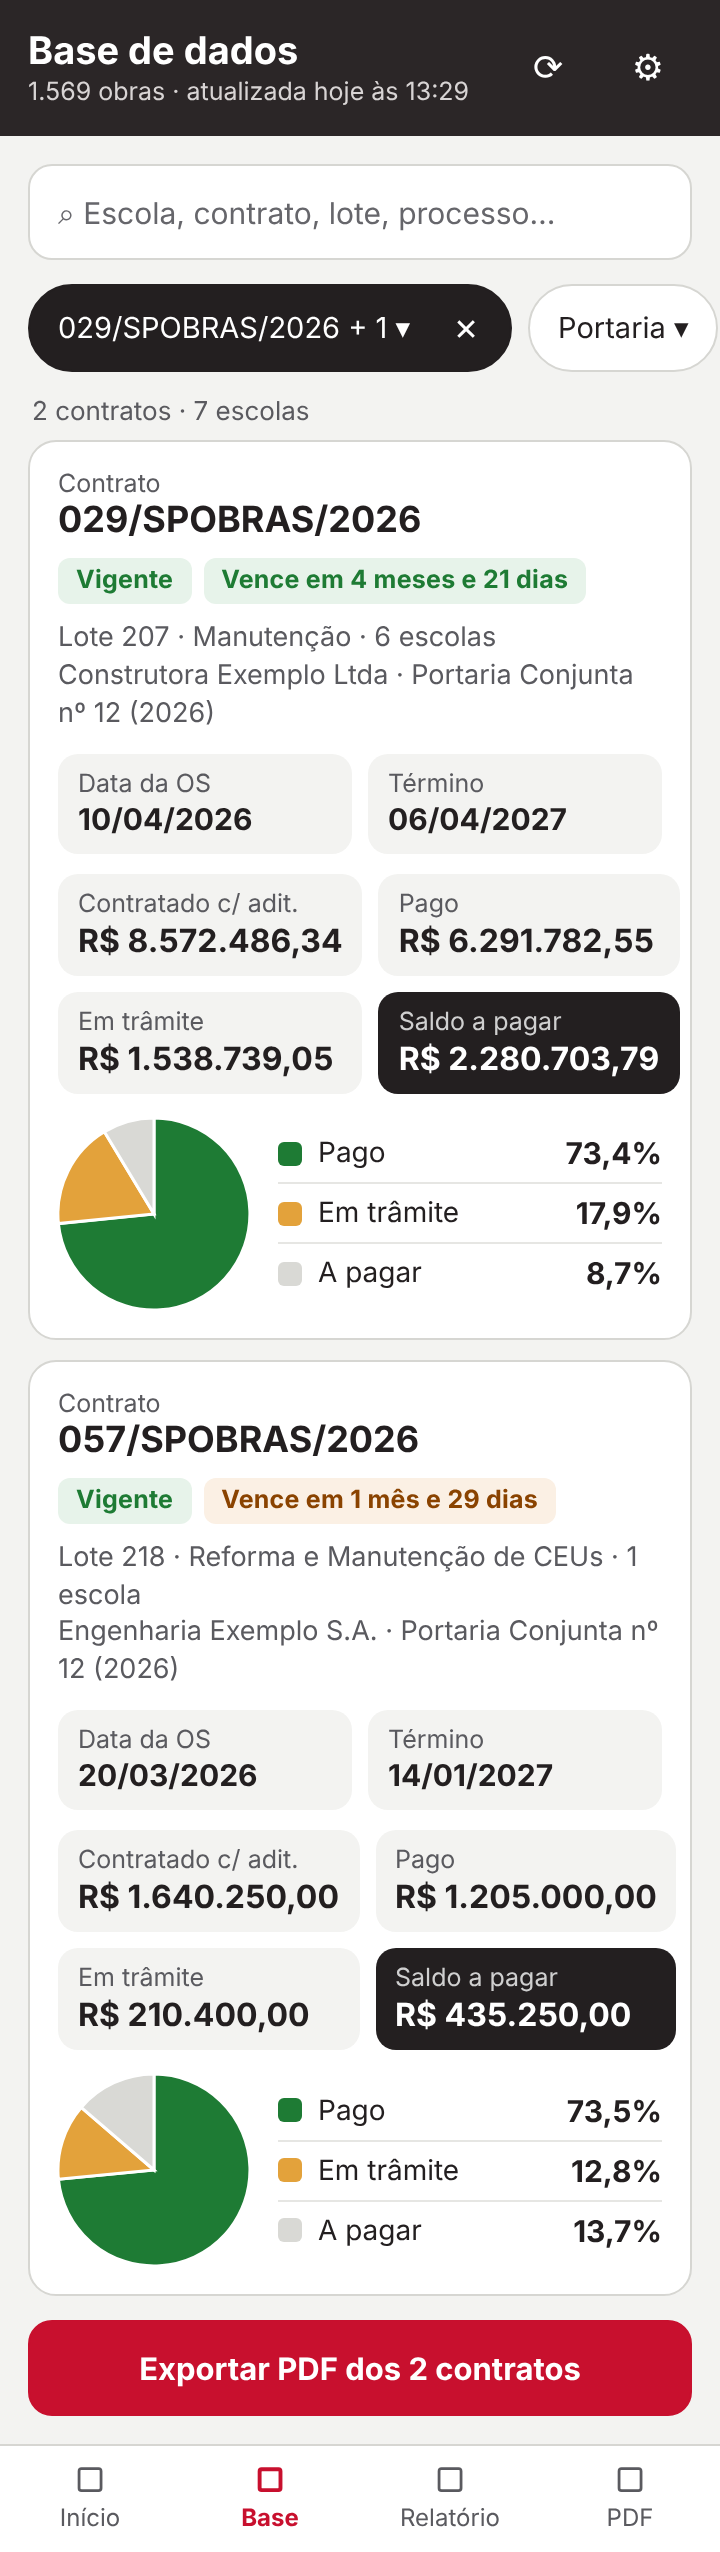 Base de dados
1.569 obras · atualizada hoje às 13:29
Escola, contrato, lote, processo...
029/SPOBRAS/2026 + 1 ▾ ✕ Portaria ▾
2 contratos · 7 escolas
Contrato
029/SPOBRAS/2026
Vigente Vence em 4 meses e 21 dias
Lote 207 · Manutenção · 6 escolas
Construtora Exemplo Ltda · Portaria Conjunta
nº 12 (2026)
Data da OS Término
10/04/2026 06/04/2027
Contratado c/ adit. Pago
R$ 8.572.486,34 R$ 6.291.782,55
Em trâmite Saldo a pagar
R$ 1.538.739,05 R$ 2.280.703,79
Pago 73,4%
Em trâmite 17,9%
A pagar 8,7%
Contrato
057/SPOBRAS/2026
Vigente Vence em 1 mês e 29 dias
Lote 218 · Reforma e Manutenção de CEUs · 1
escola
Engenharia Exemplo S.A. · Portaria Conjunta nº
12 (2026)
Data da OS Término
20/03/2026 14/01/2027
Contratado c/ adit. Pago
R$ 1.640.250,00 R$ 1.205.000,00
Em trâmite Saldo a pagar
R$ 210.400,00 R$ 435.250,00
Pago 73,5%
Em trâmite 12,8%
A pagar 13,7%
Exportar PDF dos 2 contratos
Início Base Relatório PDF